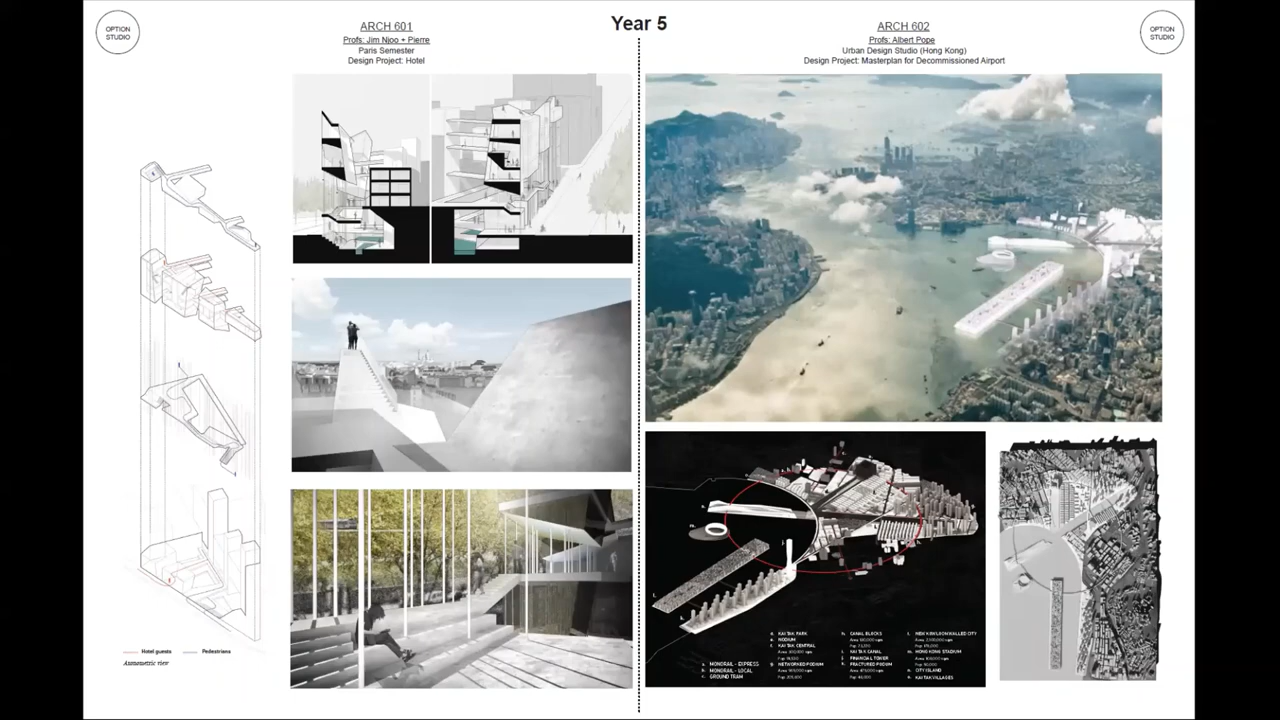 Year 5
OPTION
STUDIO
ARCH 601
Profs: Jim Njoo + Pierre
Paris Semester
Design Project: Hotel
ARCH 602
Profs: Albert Pope
Urban Design Studio (Hong Kong)
Design Project: Masterplan for Decommissioned Airport
OPTION
STUDIO
Hotel guests
Pedestrians
Axonometric view
MONORAIL - EXPRESS
MONORAIL - LOCAL
GROUND TRAM
KAI TAK PARK
KAI TAK CENTRAL
NETWORKED PODIUM
CANAL BLOCKS
KAI TAK CANAL
FINANCIAL TOWER
FRACTURED PODIUM
NEW KOWLOON WALLED CITY
HONG KONG STADIUM
CITY ISLAND
KAI TAK VILLAGES